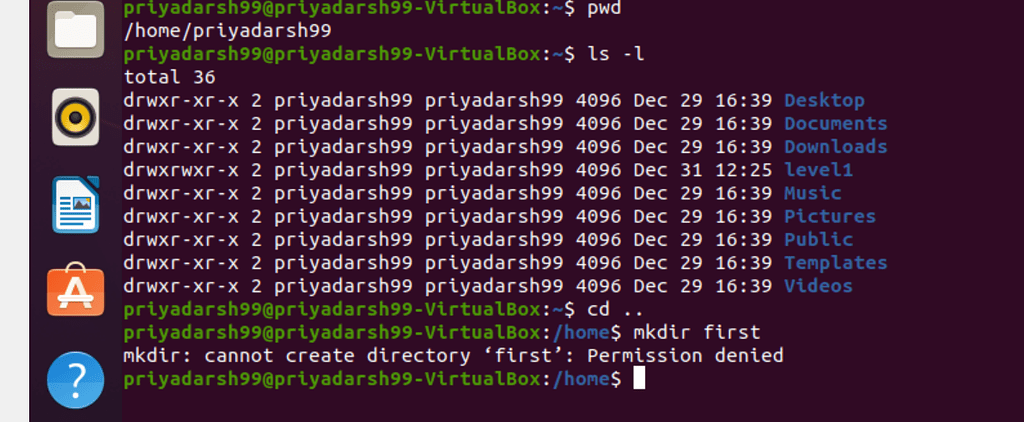 priyadarsh99@priyadarsh99-VirtualBox:~$ pwd
/home/priyadarsh99
priyadarsh99@priyadarsh99-VirtualBox:~$ ls -l
total 36
drwxr-xr-x 2 priyadarsh99 priyadarsh99 4096 Dec 29 16:39 Desktop
drwxr-xr-x 2 priyadarsh99 priyadarsh99 4096 Dec 29 16:39 Documents
drwxr-xr-x 2 priyadarsh99 priyadarsh99 4096 Dec 29 16:39 Downloads
drwxrwxr-x 2 priyadarsh99 priyadarsh99 4096 Dec 31 12:25 level1
drwxr-xr-x 2 priyadarsh99 priyadarsh99 4096 Dec 29 16:39 Music
drwxr-xr-x 2 priyadarsh99 priyadarsh99 4096 Dec 29 16:39 Pictures
drwxr-xr-x 2 priyadarsh99 priyadarsh99 4096 Dec 29 16:39 Public
drwxr-xr-x 2 priyadarsh99 priyadarsh99 4096 Dec 29 16:39 Templates
drwxr-xr-x 2 priyadarsh99 priyadarsh99 4096 Dec 29 16:39 Videos
priyadarsh99@priyadarsh99-VirtualBox:~$ cd ..
priyadarsh99@priyadarsh99-VirtualBox:/home$ mkdir first
mkdir: cannot create directory ‘first’: Permission denied
priyadarsh99@priyadarsh99-VirtualBox:/home$